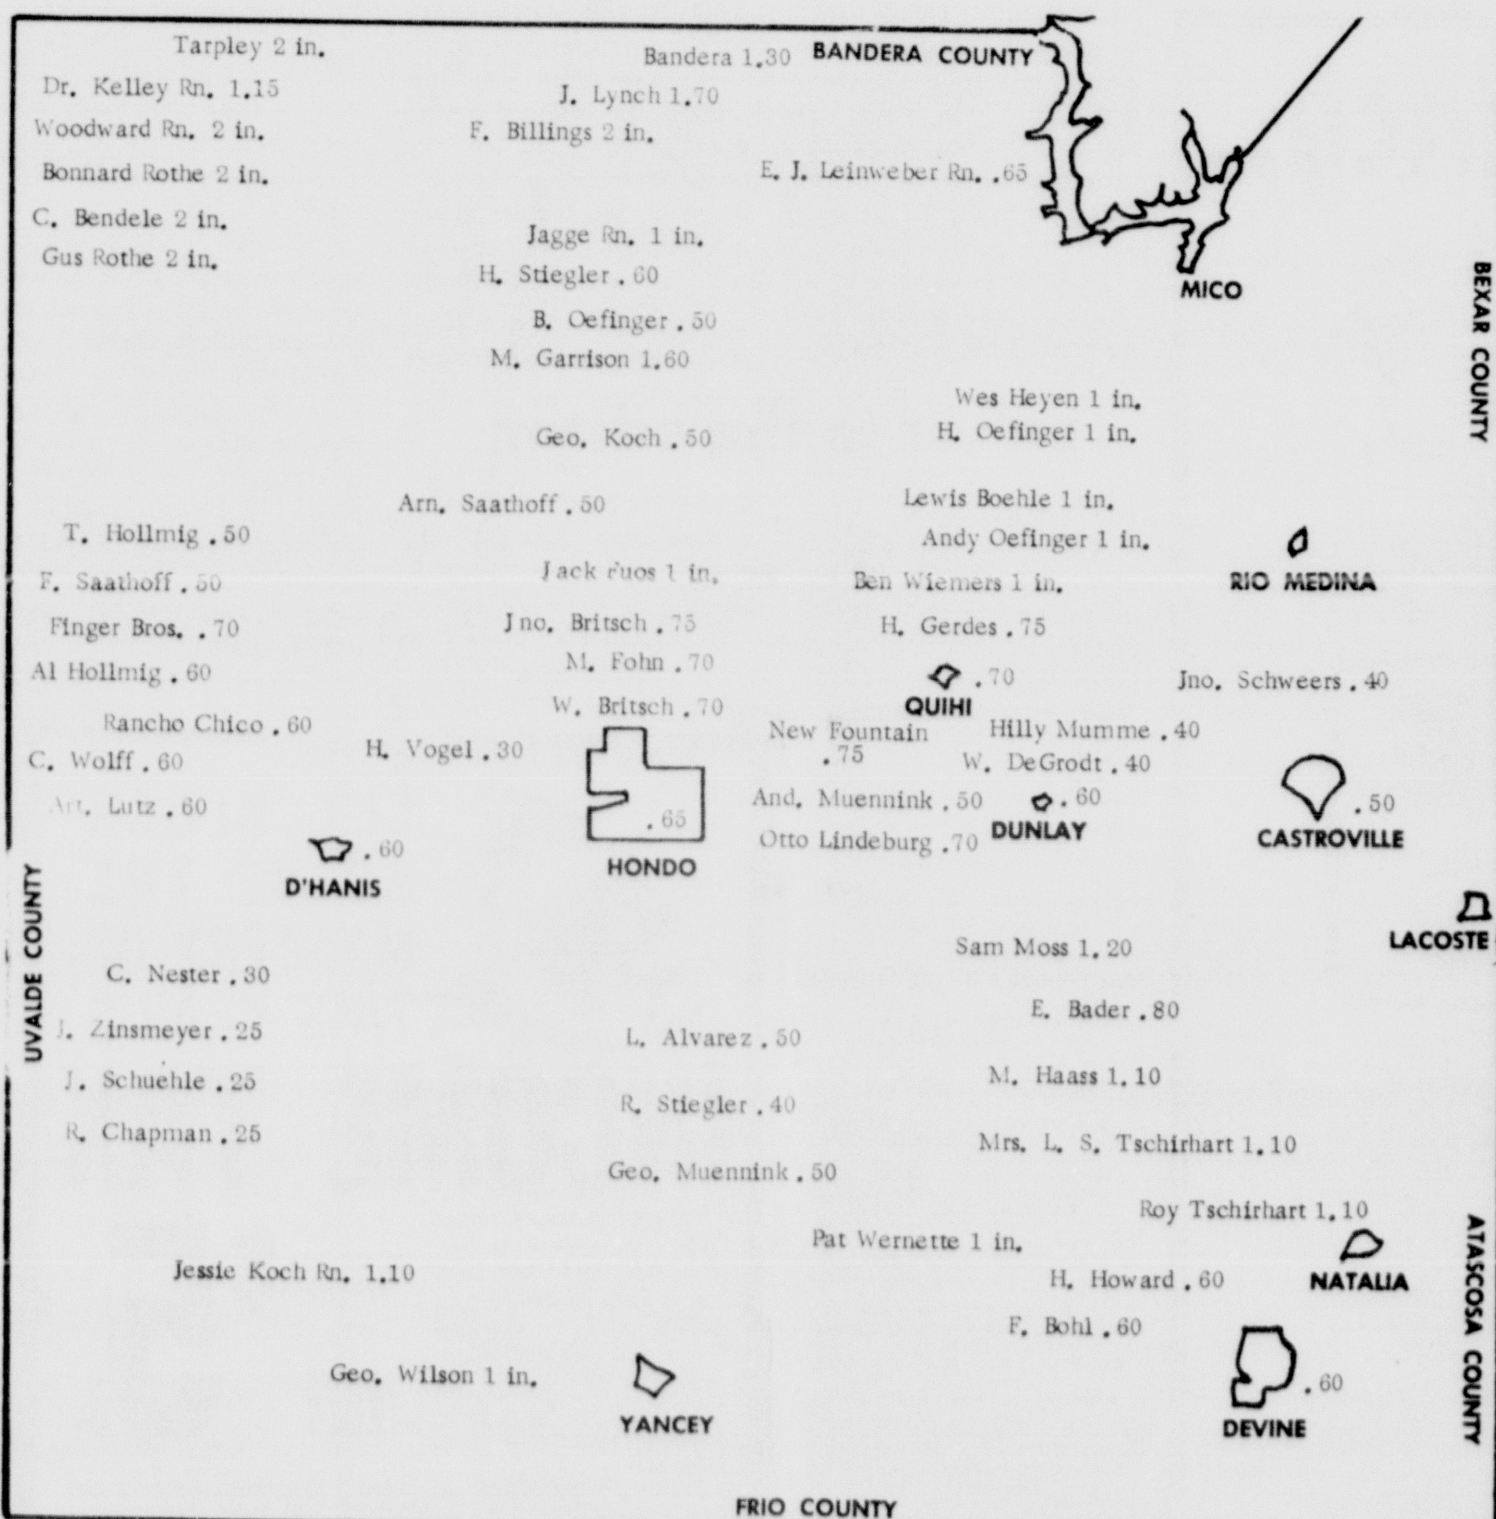 Tarpley 2 in.
Bandera 1.30 BANDERA COUNTY
Dr. Kelley Rn. 1.15
J. Lynch 1.70
Woodward Rn. 2 in.
F. Billings 2 in.
Bonnard Rothe 2 in.
E. J. Leinweber Rn. .65
C. Bendele 2 in.
Jagge Rn. 1 in.
Gus Rothe 2 in.
H. Stiegler .60
MICO
BEXAR COUNTY
B. Oefinger .50
M. Garrison 1.60
Wes Heyen 1 in.
Geo. Koch .50
H. Oefinger 1 in.
Arn. Saathoff .50
Lewis Boehle 1 in.
T. Hollmig .50
Andy Oefinger 1 in.
F. Saathoff .50
Jack 1 in.
Ben Wiemers 1 in.
RIO MEDINA
Finger Bros. .70
Jno. Britsch .75
H. Gerdes .75
Al Hollmig .60
M. Fohn .70
.70
QUIHI
Jno. Schweers .40
Rancho Chico .60
W. Britsch .70
New Fountain
.75
Hilly Mumme .40
C. Wolff .60
H. Vogel .30
W. DeGrodt .40
Art. Lutz .60
.65
HONDO
And. Muennink .50
.60
DUNLAY
.50
CASTROVILLE
Otto Lindeburg .70
.60
D'HANIS
UVALDE COUNTY
LACOSTE
Sam Moss 1.20
C. Nester .30
E. Bader .80
J. Zinsmeyer .25
L. Alvarez .50
J. Schuehle .25
M. Haass 1.10
R. Stiegler .40
R. Chapman .25
Mrs. L. S. Tschirhart 1.10
Geo. Muennink .50
Roy Tschirhart 1.10
Pat Wernette 1 in.
NATALIA
ATASCOSA COUNTY
Jessie Koch Rn. 1.10
H. Howard .60
F. Bohl .60
Geo. Wilson 1 in.
YANCEY
.60
DEVINE
FRIO COUNTY